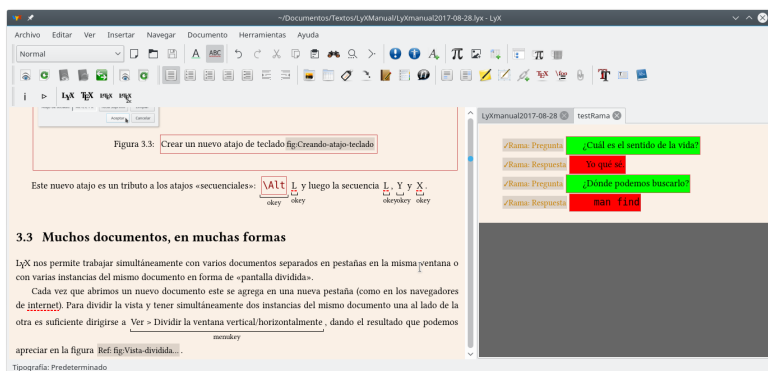 ~/Documentos/Textos/LyXManual/LyXmanual2017-08-28.lyx - LyX
Archivo Editar Ver Insertar Navegar Documento Herramientas Ayuda
Normal
LyX TeX
Aceptar Cancelar
Figura 3.3: Crear un nuevo atajo de teclado fig:Creando-atajo-teclado
Este nuevo atajo es un tributo a los atajos «secuenciales»: \Alt L y luego la secuencia L, Y y X.
okey okey okey okey okey
3.3 Muchos documentos, en muchas formas
LyX nos permite trabajar simultáneamente con varios documentos separados en pestañas en la misma ventana o
con varias instancias del mismo documento en forma de «pantalla dividida».
Cada vez que abrimos un nuevo documento este se agrega en una nueva pestaña (como en los navegadores
de internet). Para dividir la vista y tener simultáneamente dos instancias del mismo documento una al lado de la
otra es suficiente dirigirse a Ver > Dividir la ventana vertical/horizontalmente, dando el resultado que podemos
menukey
apreciar en la figura Ref: fig:Vista-dividida... .
LyXmanual2017-08-28 testRama
✓Rama: Pregunta ¿Cuál es el sentido de la vida?
✓Rama: Respuesta Yo qué sé.
✓Rama: Pregunta ¿Dónde podemos buscarlo?
✓Rama: Respuesta man find
Tipografía: Predeterminado